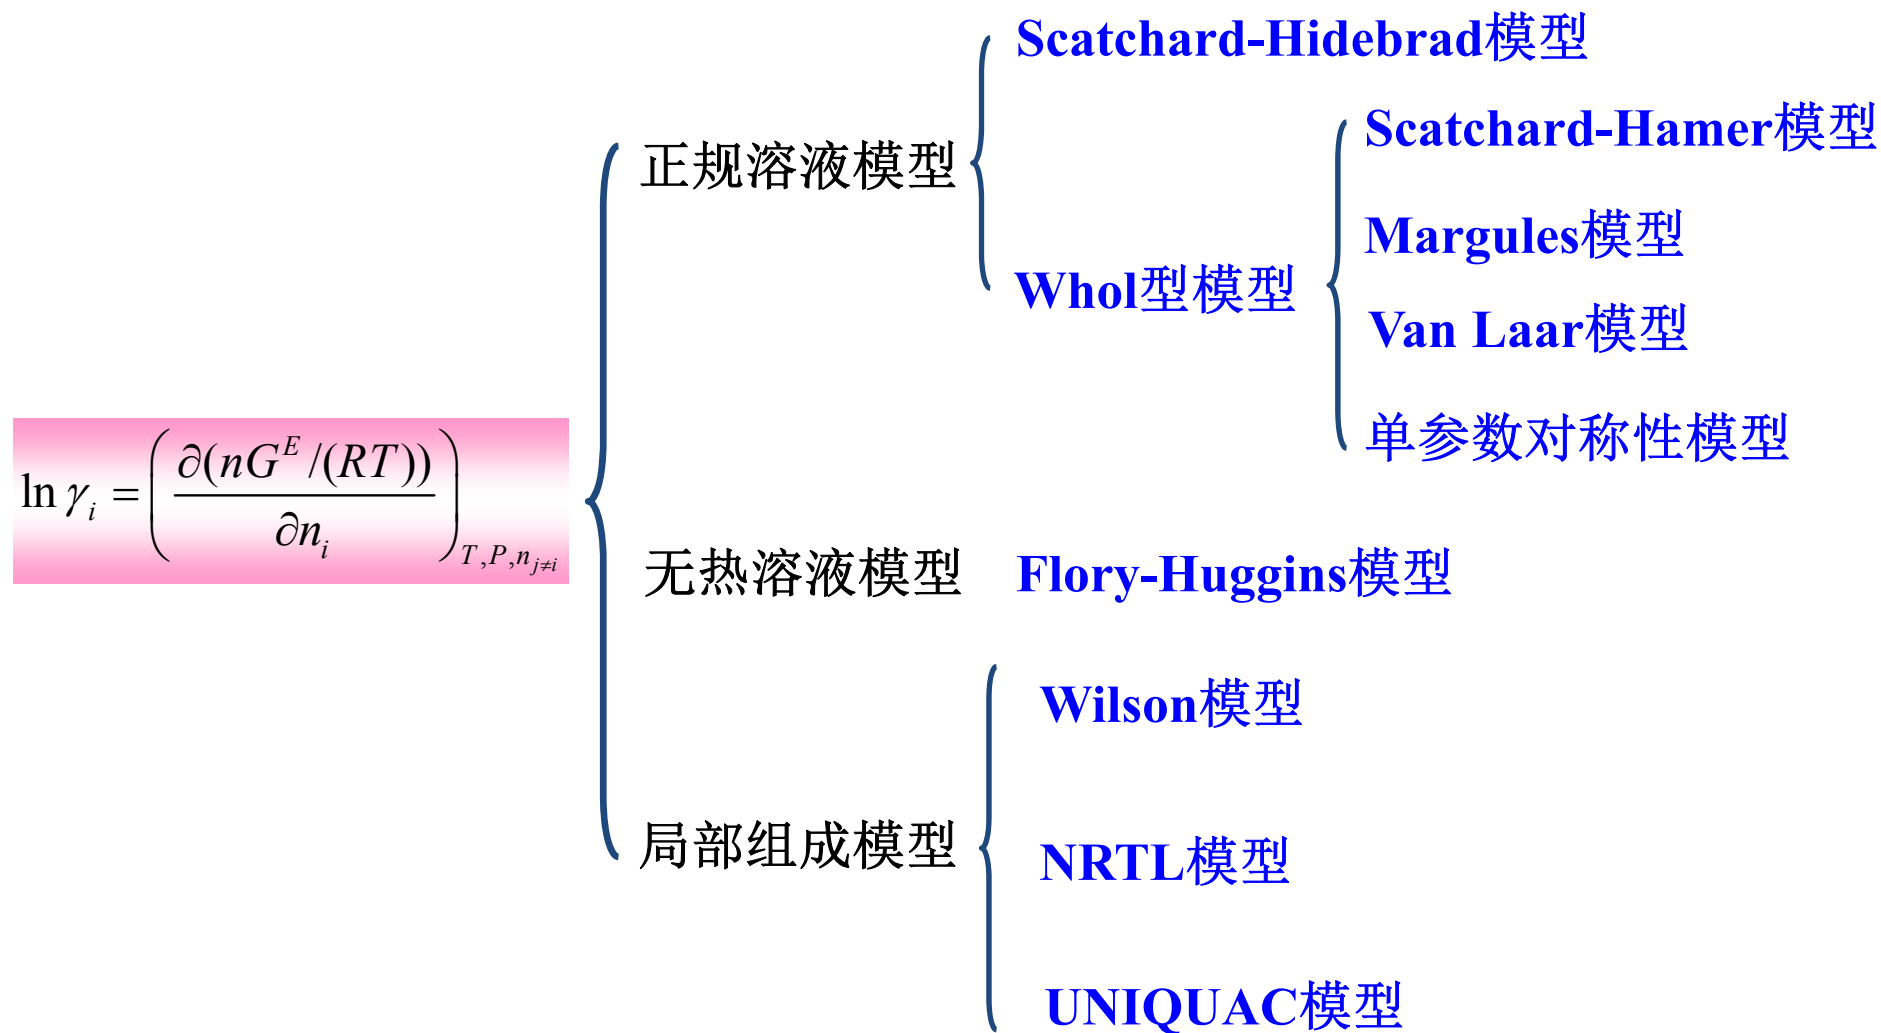 Scatchard-Hidebrad模型
Scatchard-Hamer模型
正规溶液模型
Margules模型
Whol型模型
Van Laar模型
单参数对称性模型
ln γ_i = ( ∂(nG^E /(RT)) / ∂n_i )_{T,P,n_{j≠i}}
无热溶液模型 Flory-Huggins模型
Wilson模型
局部组成模型
NRTL模型
UNIQUAC模型